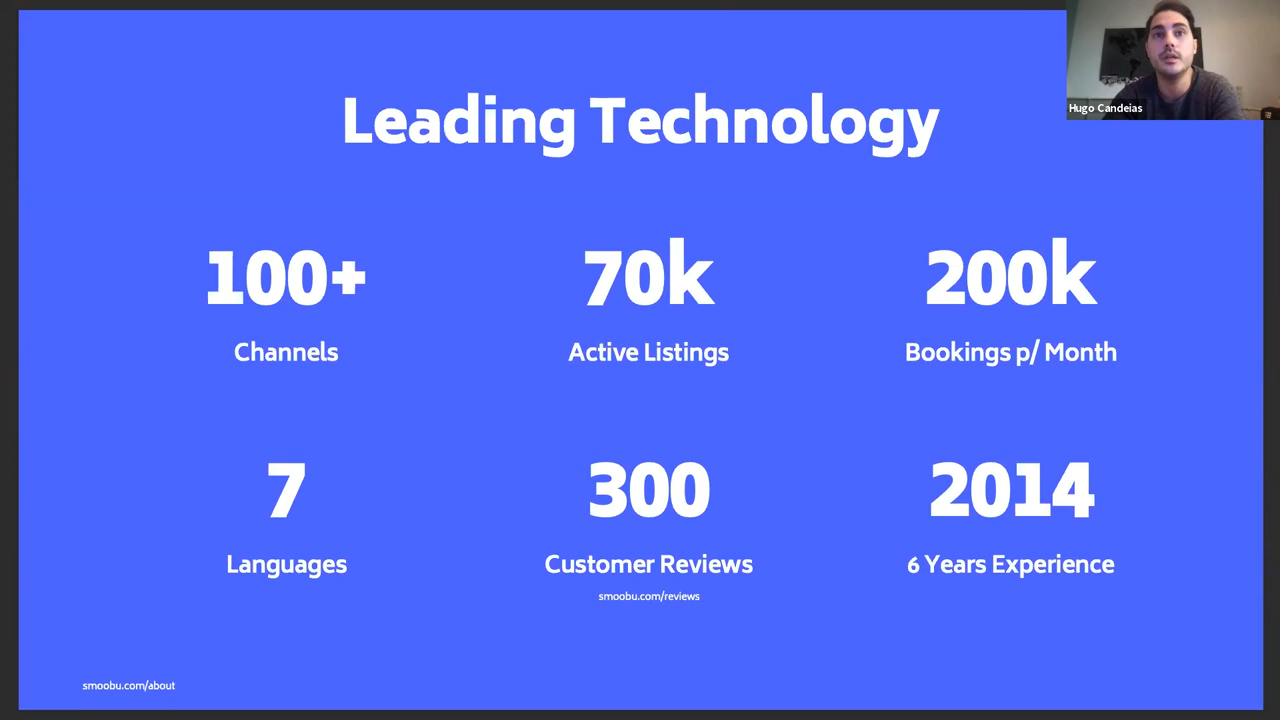 Hugo Candeias
Leading Technology
100+
Channels
70k
Active Listings
200k
Bookings p/ Month
7
Languages
300
Customer Reviews
smoobu.com/reviews
2014
6 Years Experience
smoobu.com/about